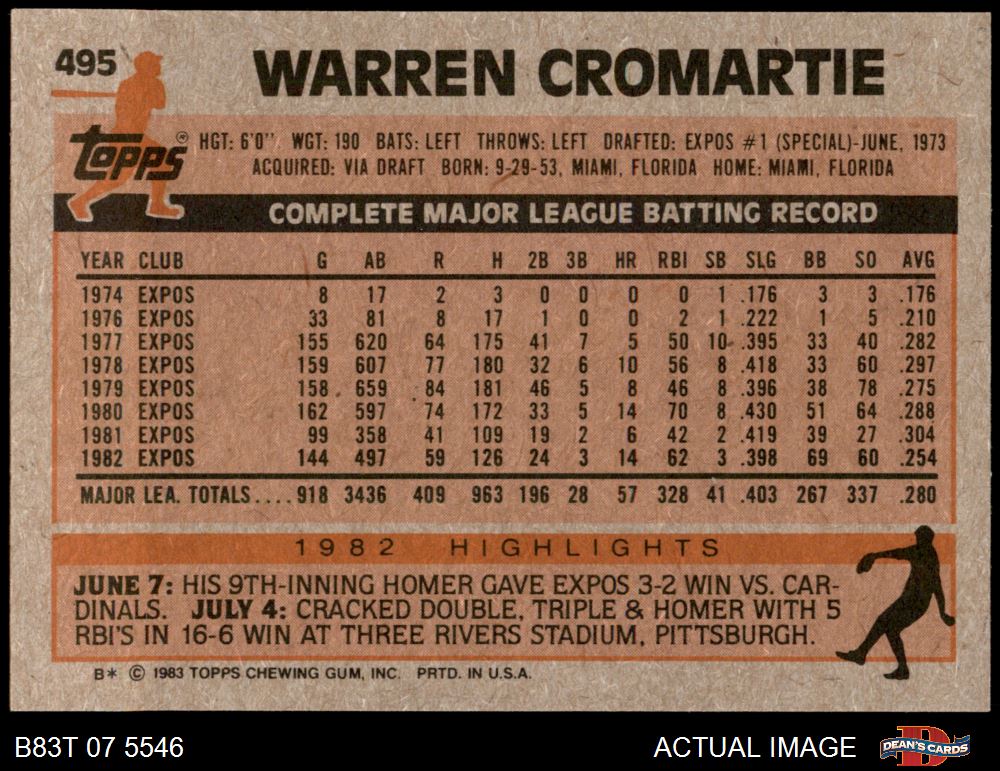 495 WARREN CROMARTIE
Topps ® HGT: 6'0" WGT: 190 BATS: LEFT THROWS: LEFT DRAFTED: EXPOS #1 (SPECIAL)-JUNE, 1973
ACQUIRED: VIA DRAFT BORN: 9-29-53, MIAMI, FLORIDA HOME: MIAMI, FLORIDA
COMPLETE MAJOR LEAGUE BATTING RECORD
YEAR CLUB G AB R H 2B 3B HR RBI SB SLG BB SO AVG
1974 EXPOS 8 17 2 3 0 0 0 0 1 .176 3 3 .176
1976 EXPOS 33 81 8 17 1 0 0 2 1 .222 1 5 .210
1977 EXPOS 155 620 64 175 41 7 5 50 10 .395 33 40 .282
1978 EXPOS 159 607 77 180 32 6 10 56 8 .418 33 60 .297
1979 EXPOS 158 659 84 181 46 5 8 46 8 .396 38 78 .275
1980 EXPOS 162 597 74 172 33 5 14 70 8 .430 51 64 .288
1981 EXPOS 99 358 41 109 19 2 6 42 2 .419 39 27 .304
1982 EXPOS 144 497 59 126 24 3 14 62 3 .398 69 60 .254
MAJOR LEA. TOTALS.... 918 3436 409 963 196 28 57 328 41 .403 267 337 .280
1982 HIGHLIGHTS
JUNE 7: HIS 9TH-INNING HOMER GAVE EXPOS 3-2 WIN VS. CAR-
DINALS. JULY 4: CRACKED DOUBLE, TRIPLE & HOMER WITH 5
RBI'S IN 16-6 WIN AT THREE RIVERS STADIUM, PITTSBURGH.
B* © 1983 TOPPS CHEWING GUM, INC. PRTD. IN U.S.A.
B83T 07 5546 ACTUAL IMAGE D DEAN'S CARDS